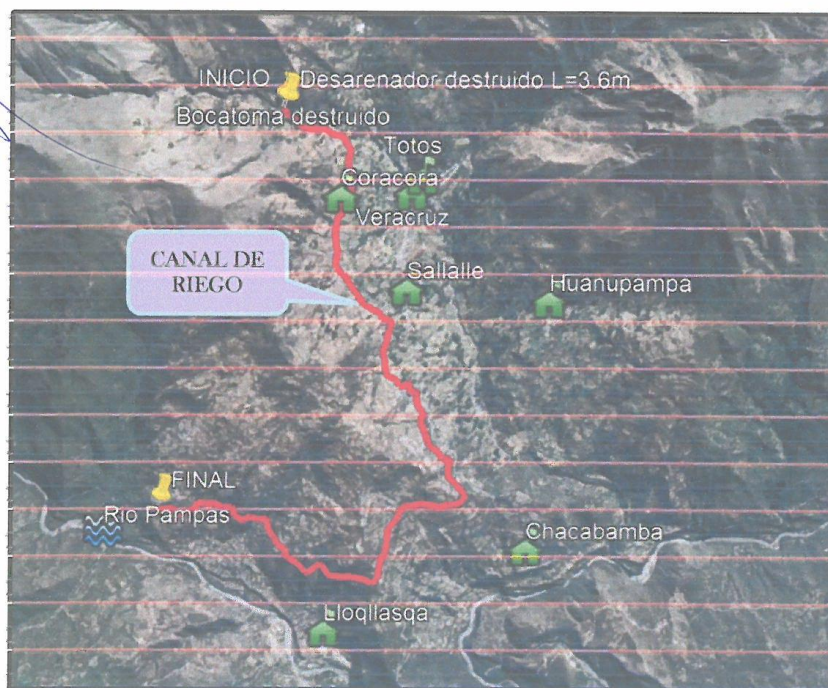 INICIO
Desarenador destruido L=3.6m
Bocatoma destruido
Totos
Coracora
Veracruz
CANAL DE
RIEGO
Sallalle
Huanupampa
FINAL
Rio Pampas
Chacabamba
Lloqllasqa